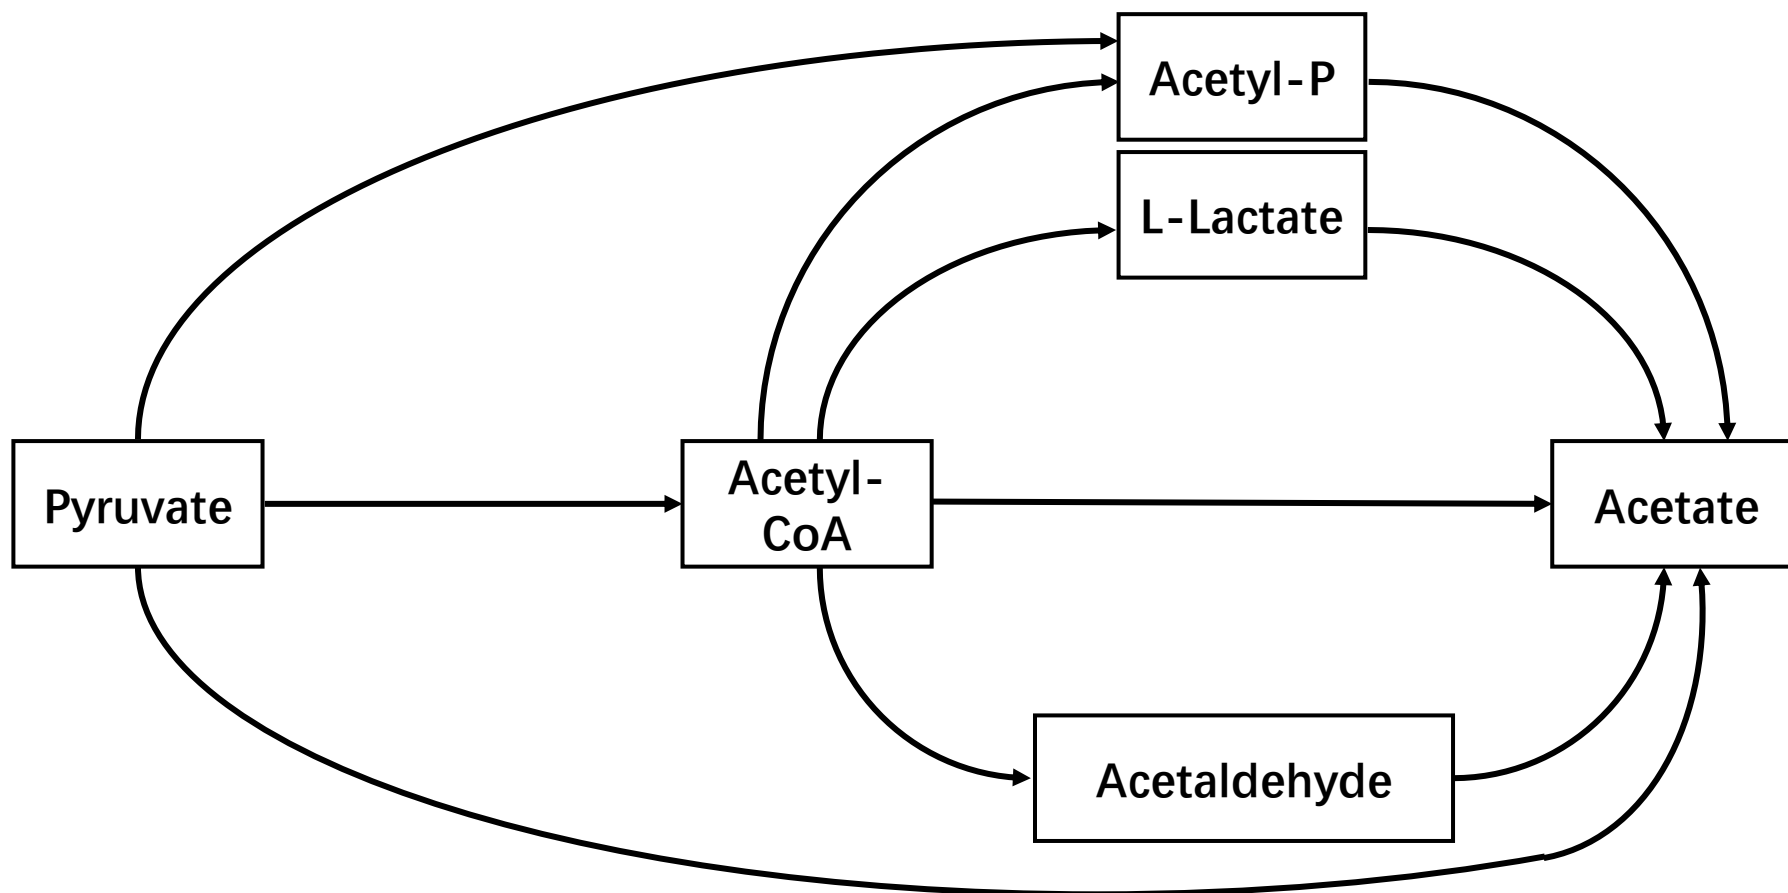 Acetyl-P
L-Lactate
Pyruvate
Acetyl-
CoA
Acetate
Acetaldehyde